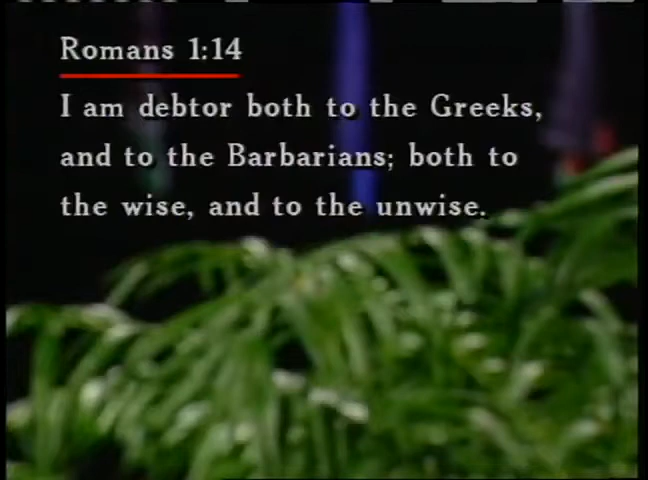 Romans 1:14
I am debtor both to the Greeks,
and to the Barbarians; both to
the wise, and to the unwise.